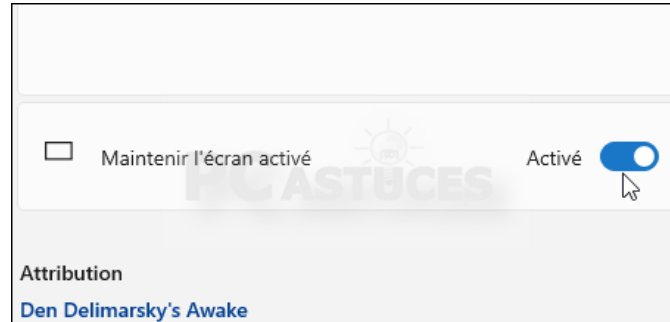 Maintenir l'écran activé
Activé
PC ASTUCES
Attribution
Den Delimarsky's Awake